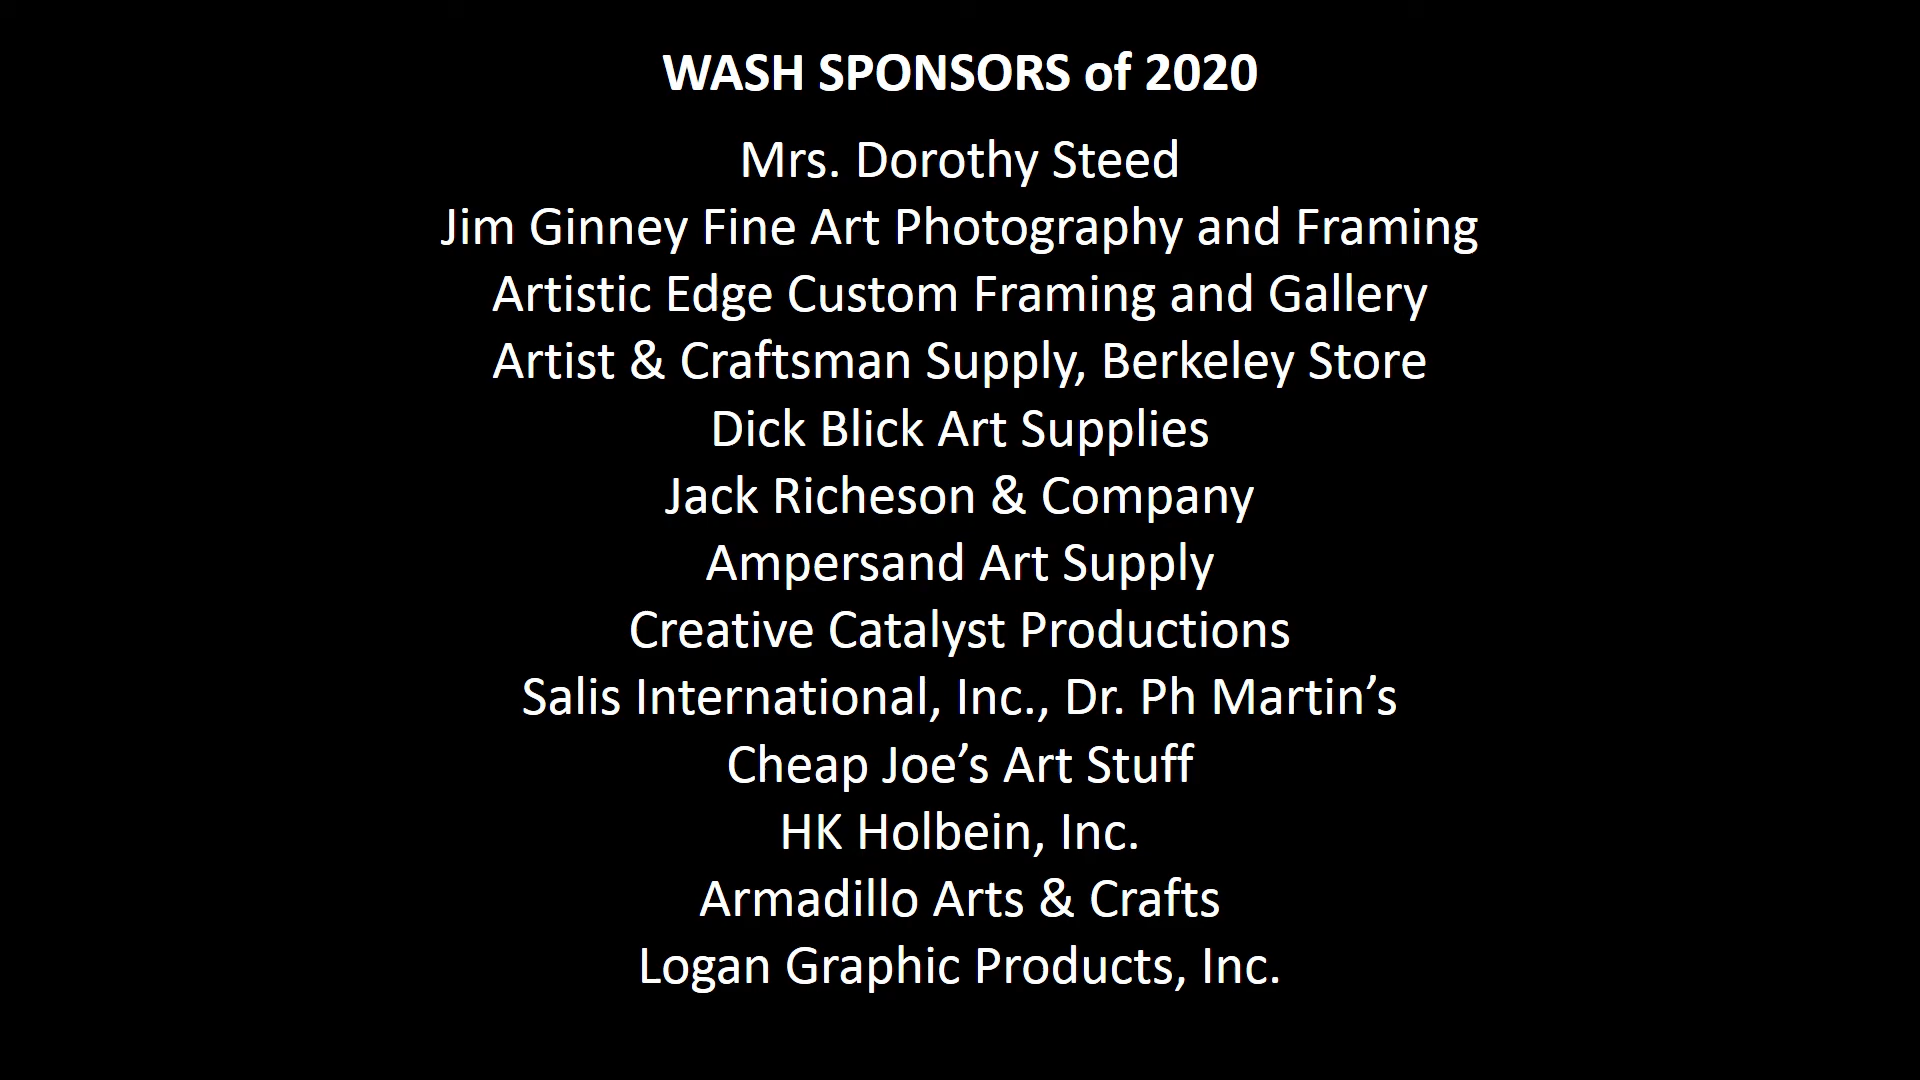 WASH SPONSORS of 2020
Mrs. Dorothy Steed
Jim Ginney Fine Art Photography and Framing
Artistic Edge Custom Framing and Gallery
Artist & Craftsman Supply, Berkeley Store
Dick Blick Art Supplies
Jack Richeson & Company
Ampersand Art Supply
Creative Catalyst Productions
Salis International, Inc., Dr. Ph Martin’s
Cheap Joe’s Art Stuff
HK Holbein, Inc.
Armadillo Arts & Crafts
Logan Graphic Products, Inc.